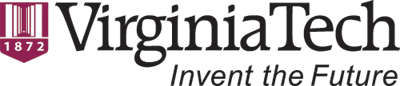 VirginiaTech
1872
Invent the Future